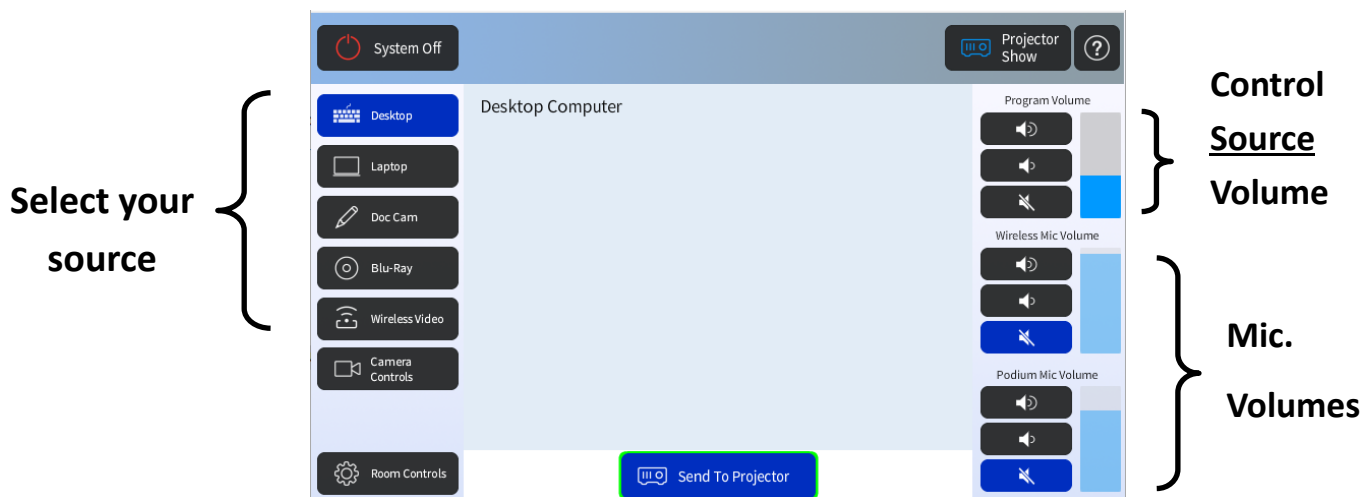 System Off
Projector
Show
?
Select your
source
Desktop
Laptop
Doc Cam
Blu-Ray
Wireless Video
Camera
Controls
Room Controls
Desktop Computer
Send To Projector
Program Volume
Wireless Mic Volume
Podium Mic Volume
Control
Source
Volume
Mic.
Volumes